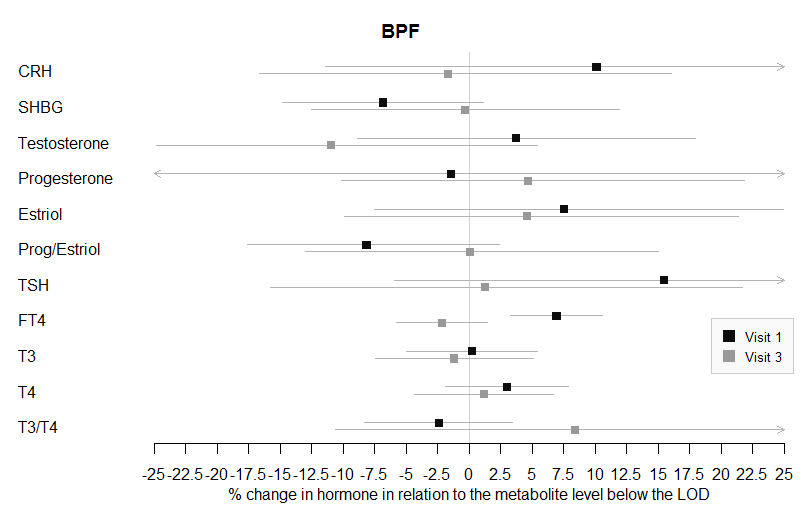 BPF
CRH
SHBG
Testosterone
Progesterone
Estriol
Prog/Estriol
TSH
FT4
T3
T4
T3/T4
Visit 1
Visit 3
-25 -22.5 -20 -17.5 -15 -12.5 -10 -7.5 -5 -2.5 0 2.5 5 7.5 10 12.5 15 17.5 20 22.5 25
% change in hormone in relation to the metabolite level below the LOD